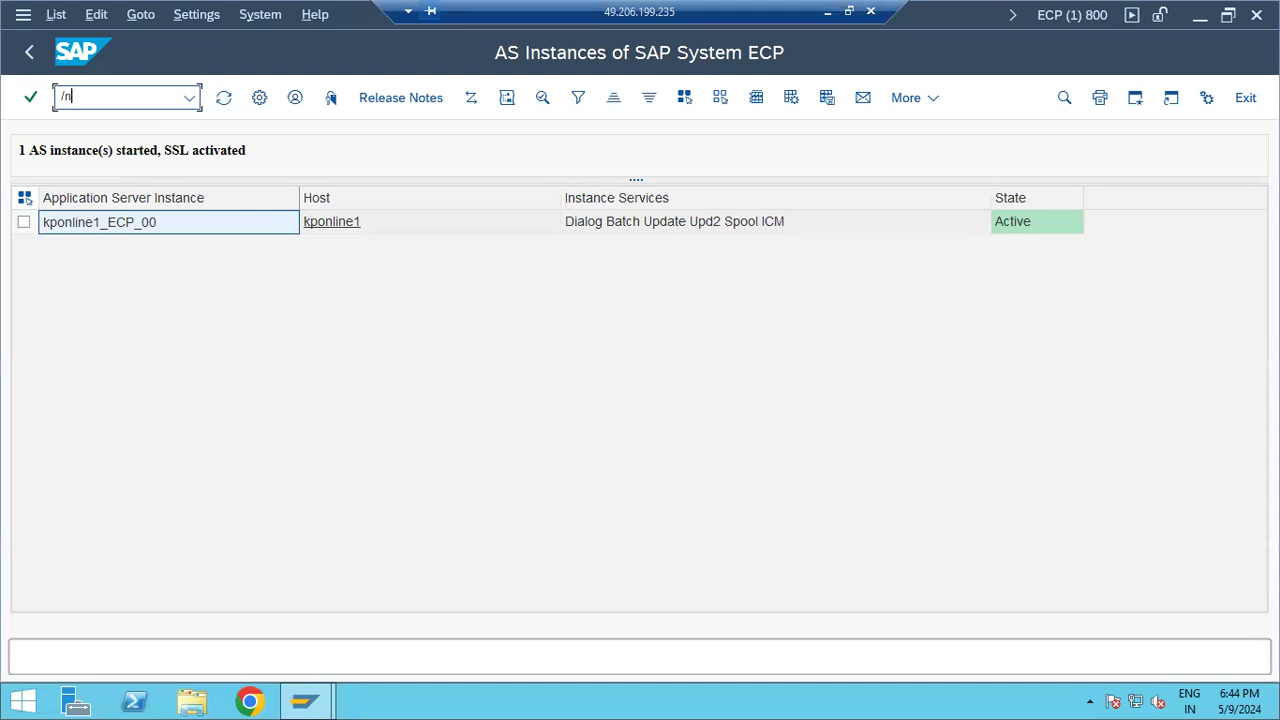 List Edit Goto Settings System Help 49.206.199.235 ECP (1) 800
SAP AS Instances of SAP System ECP
/n Release Notes More Exit
1 AS instance(s) started, SSL activated
Application Server Instance Host Instance Services State
kponline1_ECP_00 kponline1 Dialog Batch Update Upd2 Spool ICM Active
ENG 6:44 PM
IN 5/9/2024